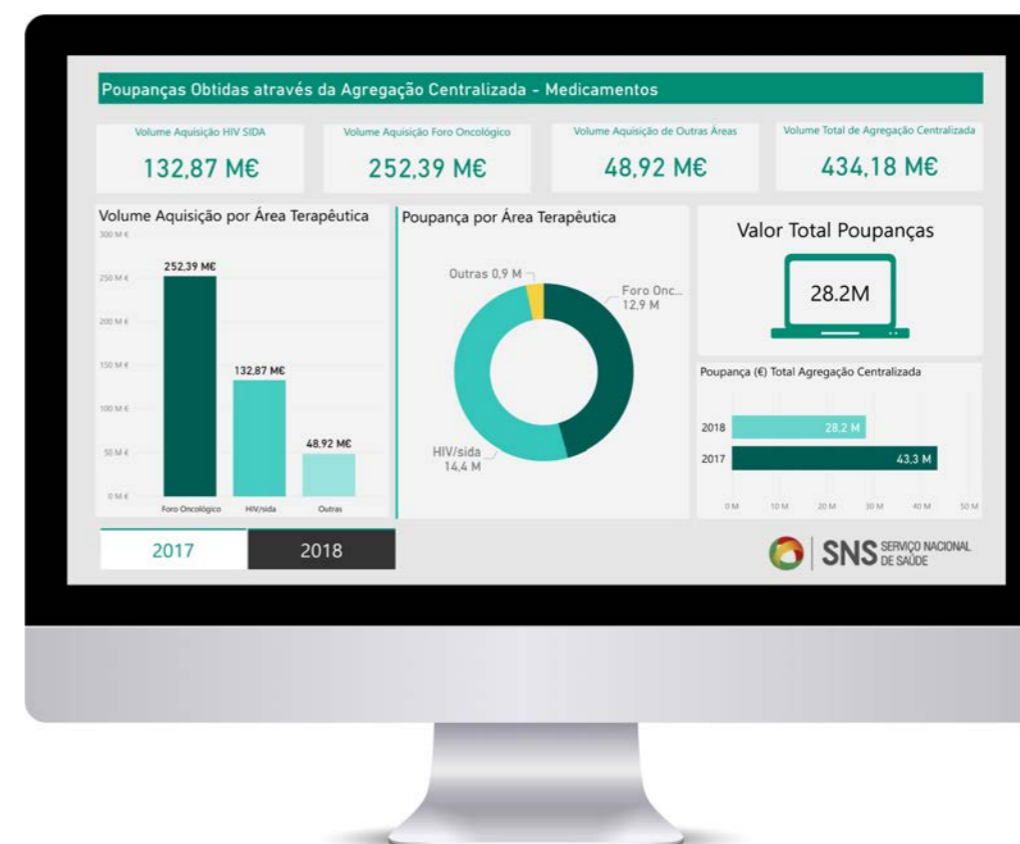 Poupanças Obtidas através da Agregação Centralizada - Medicamentos
Volume Aquisição HIV SIDA
132,87 M€
Volume Aquisição Foro Oncológico
252,39 M€
Volume Aquisição de Outras Áreas
48,92 M€
Volume Total de Agregação Centralizada
434,18 M€
Volume Aquisição por Área Terapêutica
300 M €
250 M €
200 M €
150 M €
100 M €
50 M €
0 M €
252,39 M€
132,87 M€
48,92 M€
Foro Oncológico
HIV/sida
Outras
Poupança por Área Terapêutica
Outras 0,9 M
Foro Onc...
12,9 M
HIV/sida
14,4 M
Valor Total Poupanças
28.2M
Poupança (€) Total Agregação Centralizada
2018
28,2 M
2017
43,3 M
0 M
10 M
20 M
30 M
40 M
50 M
2017
2018
SNS
SERVIÇO NACIONAL
DE SAÚDE